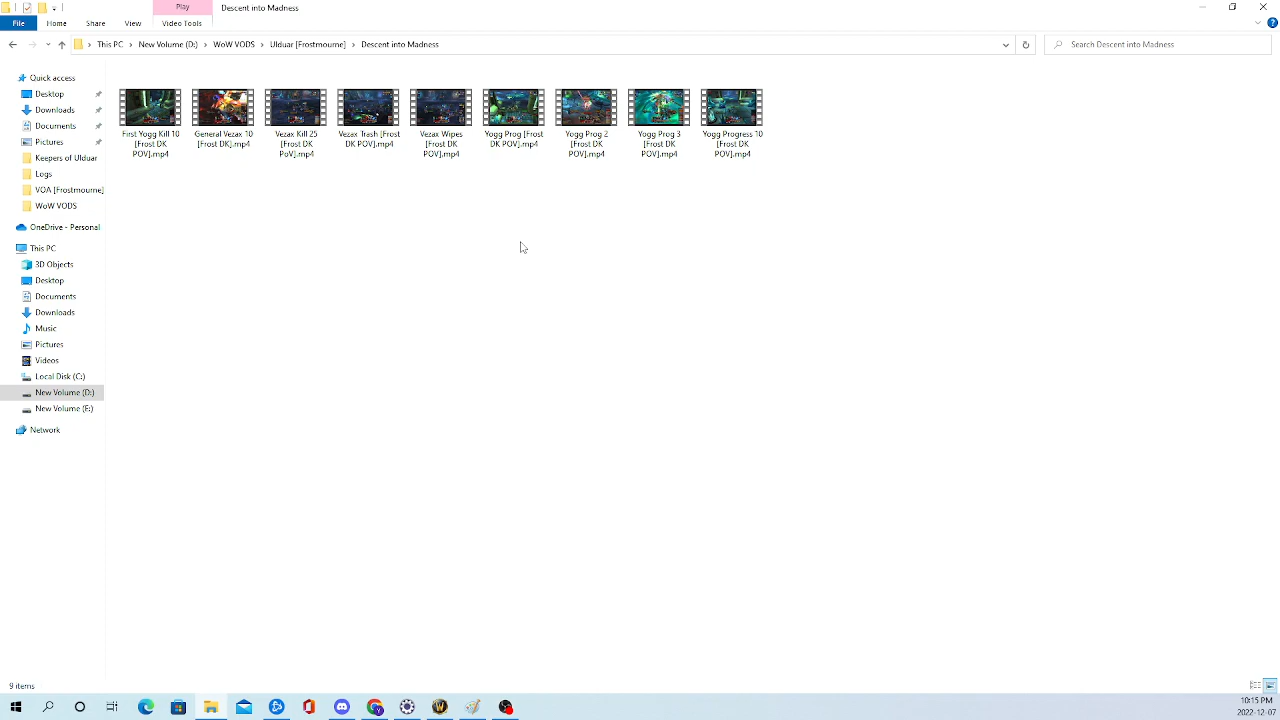 Play
Descent into Madness
File
Home
Share
View
Video Tools
This PC
New Volume (D:)
WoW VODS
Ulduar [Frostmourne]
Descent into Madness
Search Descent into Madness
Quick access
Desktop
Downloads
Documents
Pictures
Keepers of Ulduar
Logs
VOA [Frostmourne]
WoW VODS
OneDrive - Personal
This PC
3D Objects
Desktop
Documents
Downloads
Music
Pictures
Videos
Local Disk (C:)
New Volume (D:)
New Volume (E:)
Network
First Yogg Kill 10
[Frost DK
POV].mp4
General Vezax 10
[Frost DK].mp4
Vezax Kill 25
[Frost DK
PoV].mp4
Vezax Trash [Frost
DK POV].mp4
Vezax Wipes
[Frost DK
POV].mp4
Yogg Prog [Frost
DK POV].mp4
Yogg Prog 2
[Frost DK
POV].mp4
Yogg Prog 3
[Frost DK
POV].mp4
Yogg Progress 10
[Frost DK
POV].mp4
9 items
10:15 PM
2022-12-07